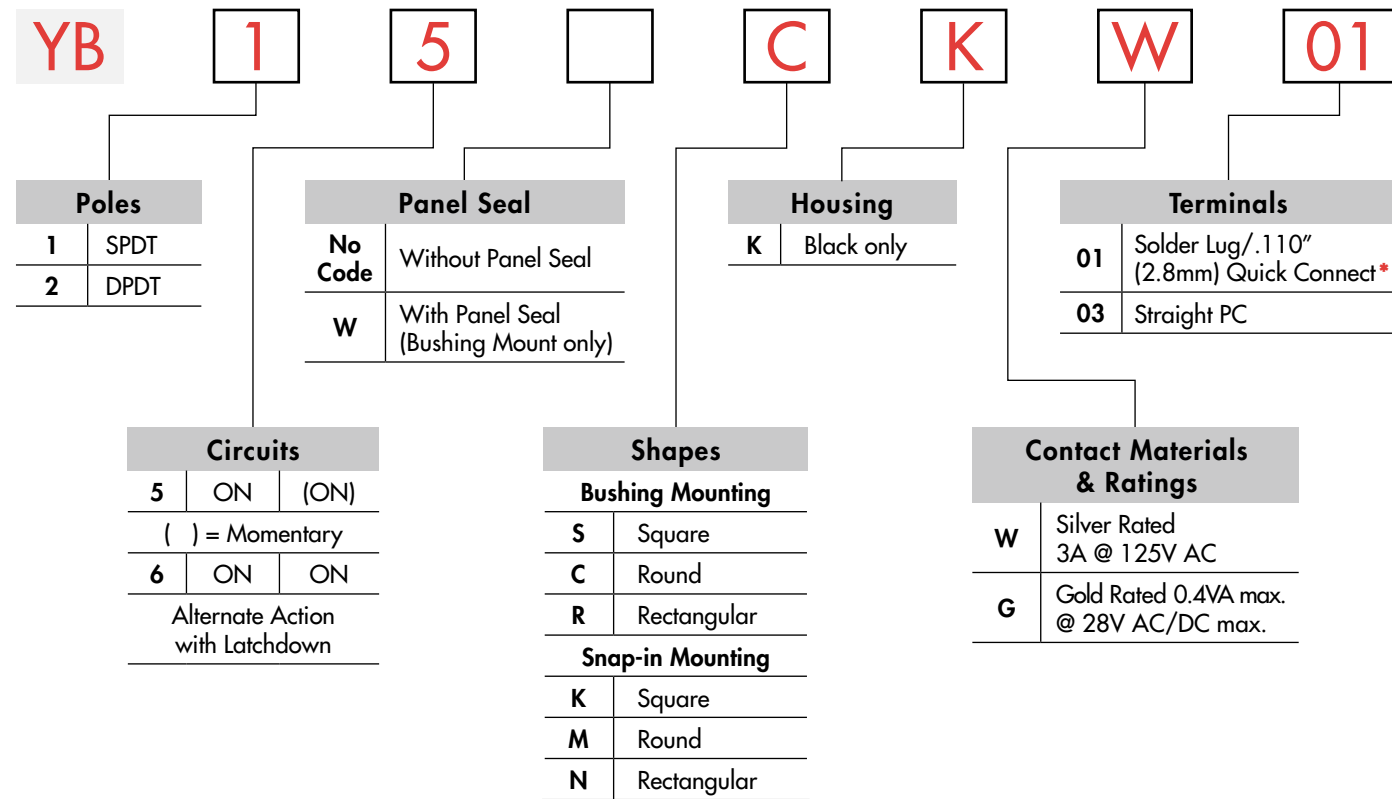 YB 1 5 C K W 01
Poles
1 SPDT
2 DPDT
Panel Seal
No Code Without Panel Seal
W With Panel Seal
(Bushing Mount only)
Housing
K Black only
Terminals
01 Solder Lug/.110″
(2.8mm) Quick Connect*
03 Straight PC
Circuits
5 ON (ON)
( ) = Momentary
6 ON ON
Alternate Action
with Latchdown
Shapes
Bushing Mounting
S Square
C Round
R Rectangular
Snap-in Mounting
K Square
M Round
N Rectangular
Contact Materials
& Ratings
W Silver Rated
3A @ 125V AC
G Gold Rated 0.4VA max.
@ 28V AC/DC max.